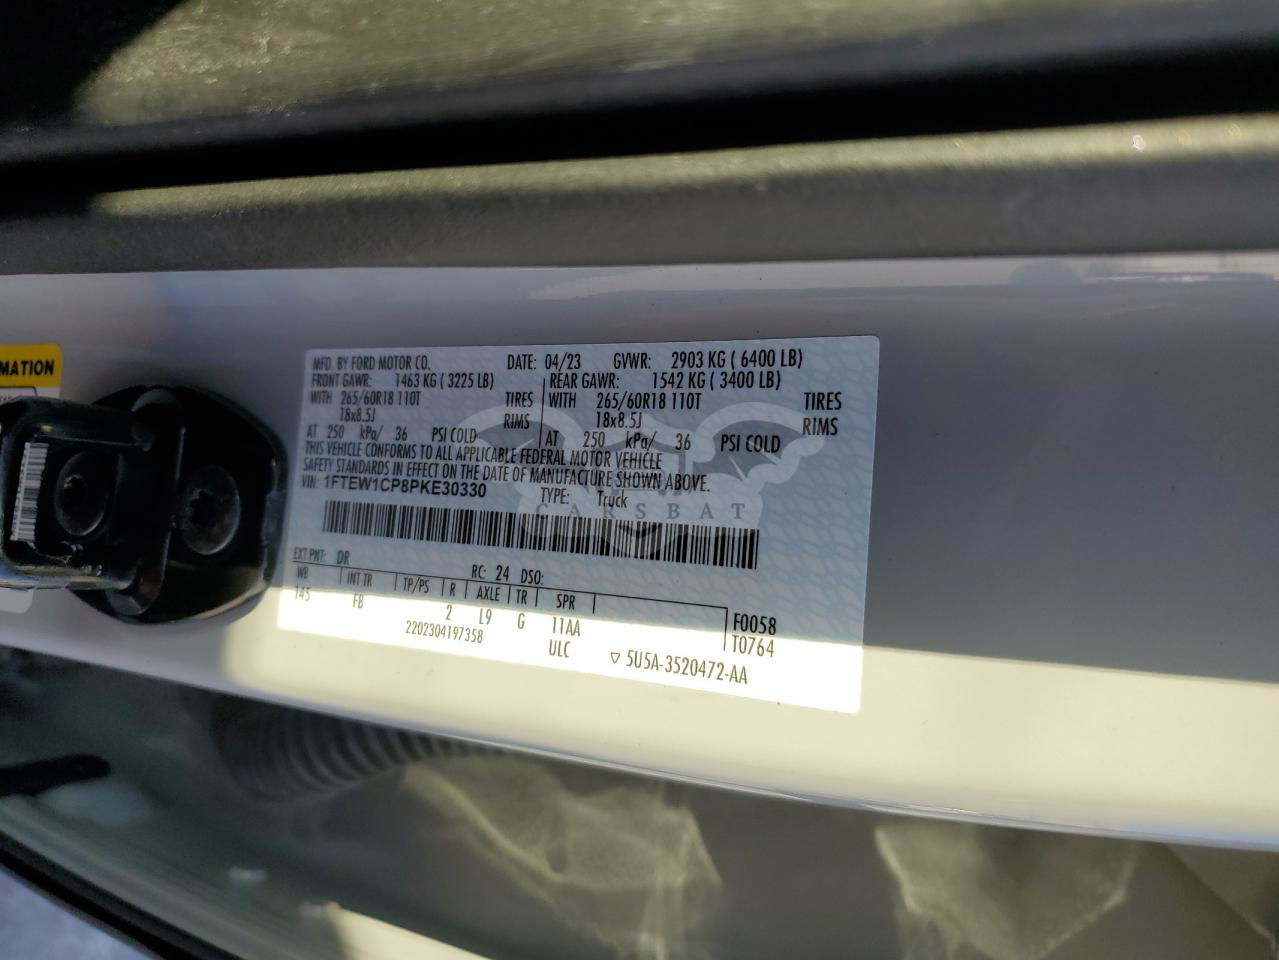 MATION
MFD. BY FORD MOTOR CO. DATE: 04/23 GVWR: 2903 KG ( 6400 LB)
FRONT GAWR: 1463 KG ( 3225 LB) REAR GAWR: 1542 KG ( 3400 LB)
WITH 265/60R18 110T TIRES WITH 265/60R18 110T TIRES
18x8.5J RIMS 18x8.5J RIMS
AT 250 kPa/ 36 PSI COLD AT 250 kPa/ 36 PSI COLD
THIS VEHICLE CONFORMS TO ALL APPLICABLE FEDERAL MOTOR VEHICLE
SAFETY STANDARDS IN EFFECT ON THE DATE OF MANUFACTURE SHOWN ABOVE.
VIN: 1FTEW1CP8PKE30330 TYPE: Truck
CARSBAT
EXT PNT: DR RC: 24 DSO:
WB INT TR TP/PS R AXLE TR SPR
145 FB 2 L9 G 11AA F0058
2202304197358 ULC T0764
▽ 5U5A-3520472-AA